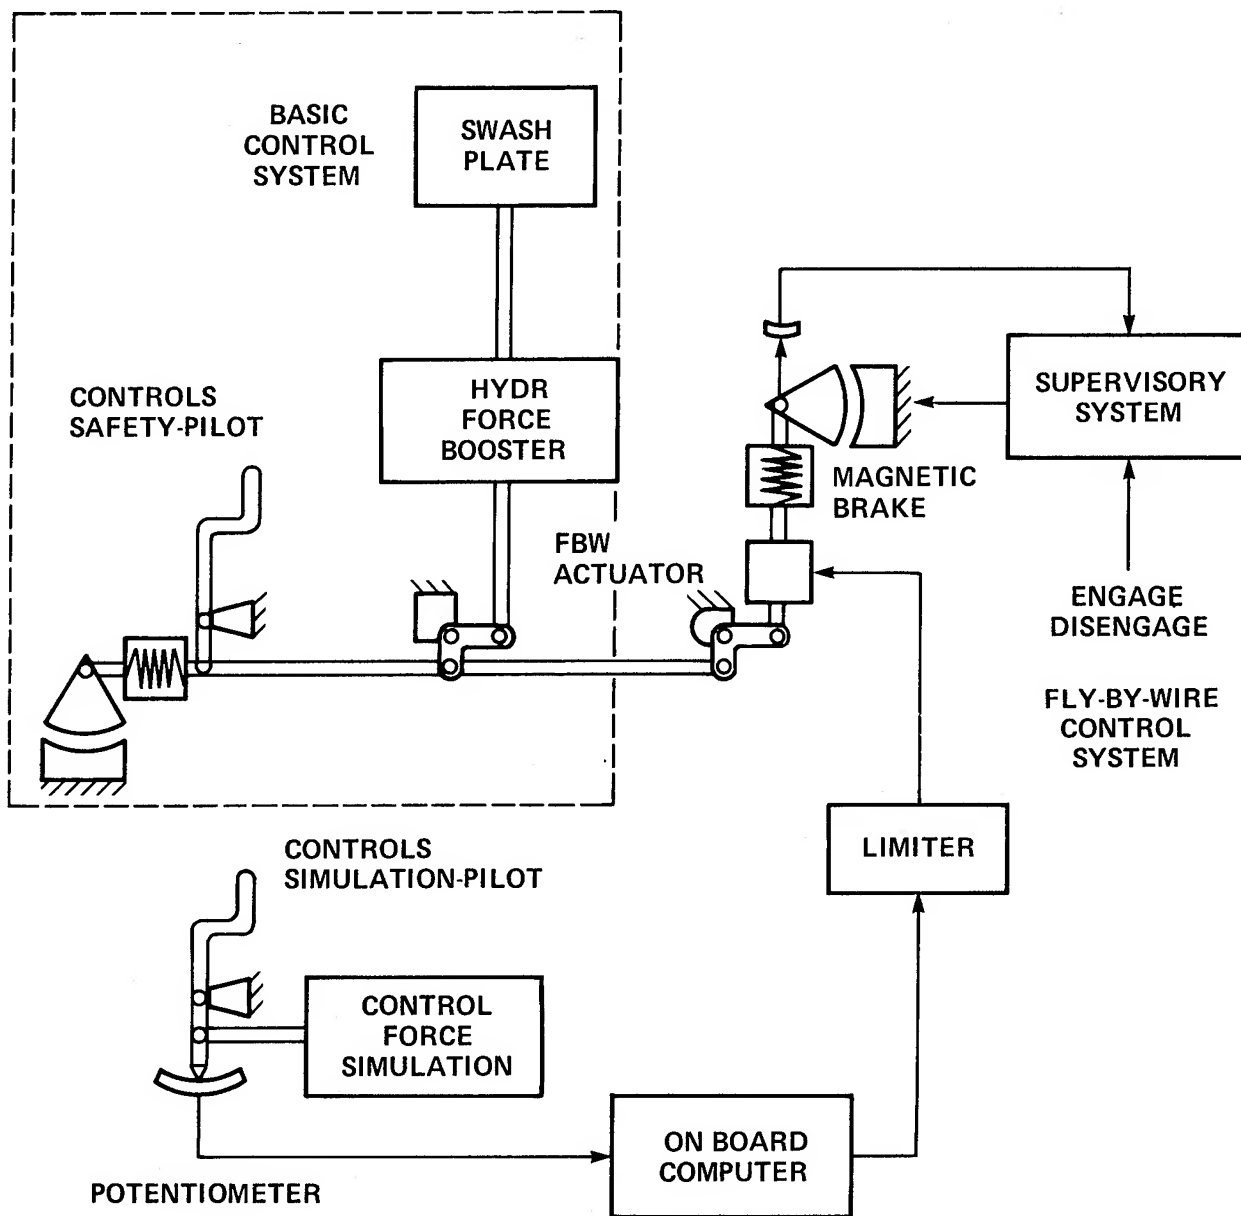 BASIC
CONTROL
SYSTEM
SWASH
PLATE
CONTROLS
SAFETY-PILOT
HYDR
FORCE
BOOSTER
FBW
ACTUATOR
MAGNETIC
BRAKE
SUPERVISORY
SYSTEM
ENGAGE
DISENGAGE
FLY-BY-WIRE
CONTROL
SYSTEM
LIMITER
CONTROLS
SIMULATION-PILOT
CONTROL
FORCE
SIMULATION
ON BOARD
COMPUTER
POTENTIOMETER